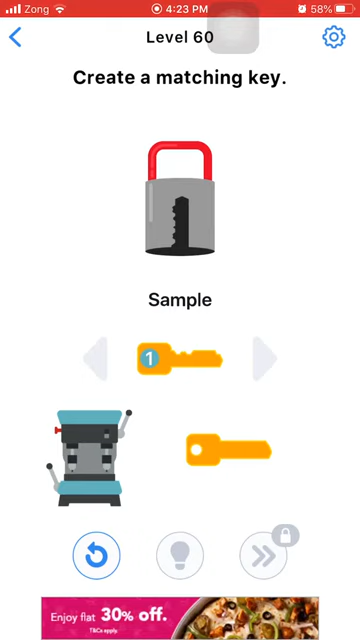 Zong 4:23 PM 58%
Level 60
Create a matching key.
Sample
1
Enjoy flat 30% off.
T&Cs apply.